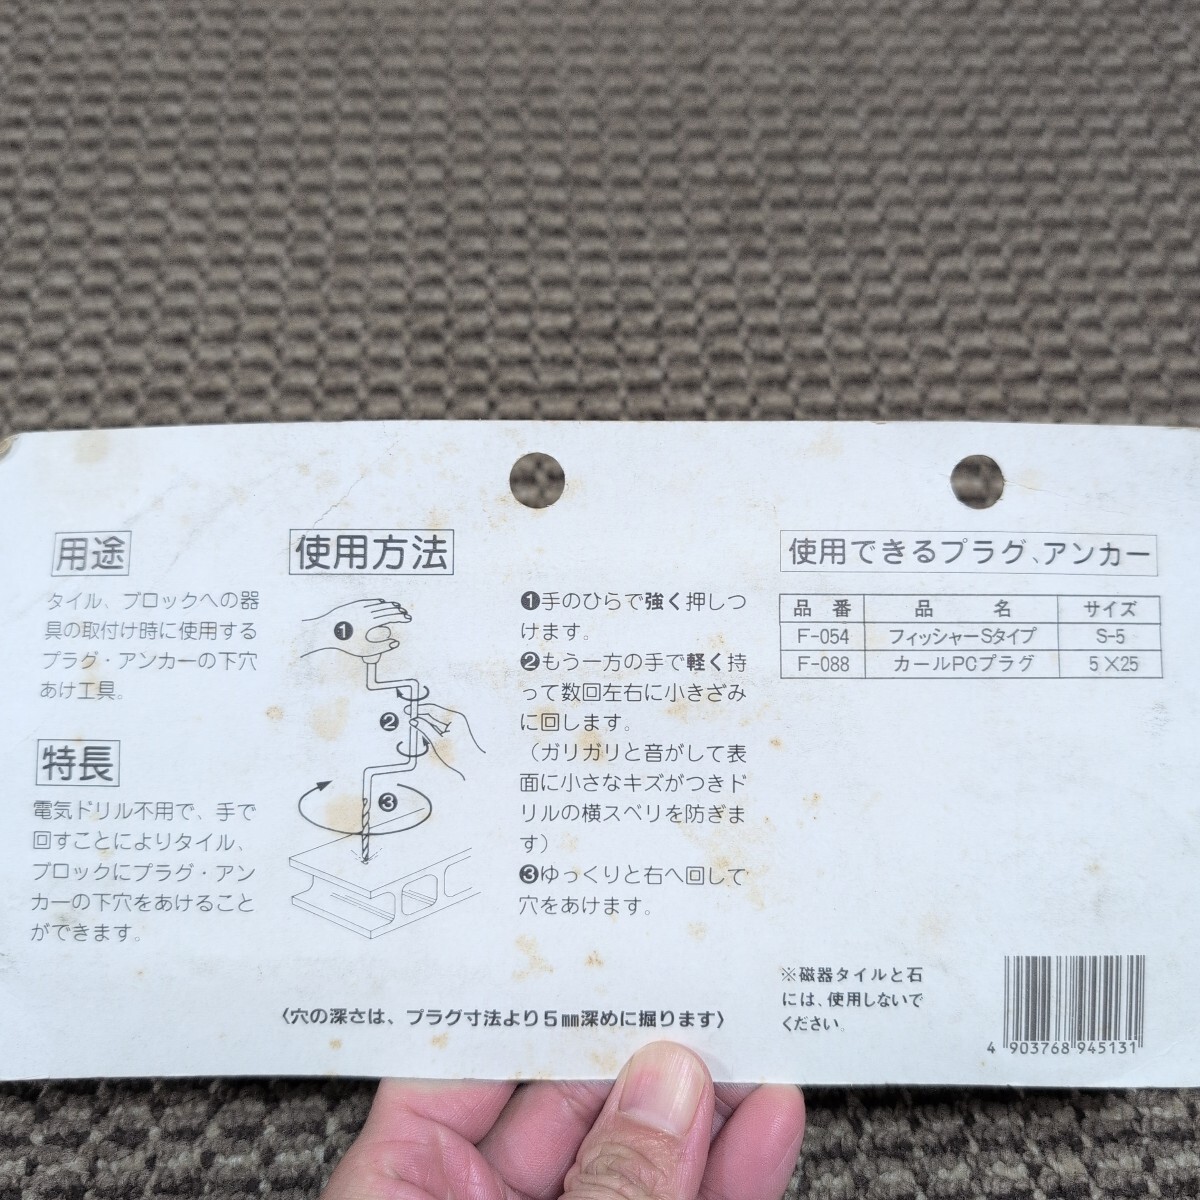 用途
タイル、ブロックへの器
具の取付け時に使用する
プラグ・アンカーの下穴
あけ工具。
特長
電気ドリル不用で、手で
回すことによりタイル、
ブロックにプラグ・アン
カーの下穴をあけること
ができます。
使用方法
❶
❷
❸
❶手のひらで強く押しつ
けます。
❷もう一方の手で軽く持
って数回左右に小きざみ
に回します。
（ガリガリと音がして表
面に小さなキズがつきド
リルの横スベリを防ぎま
す）
❸ゆっくりと右へ回して
穴をあけます。
〈穴の深さは、プラグ寸法より5㎜深めに掘ります〉
使用できるプラグ、アンカー
品番 品名 サイズ
F-054 フィッシャーSタイプ S-5
F-088 カールPCプラグ 5×25
※磁器タイルと石
には、使用しないで
ください。
4 903768 945131